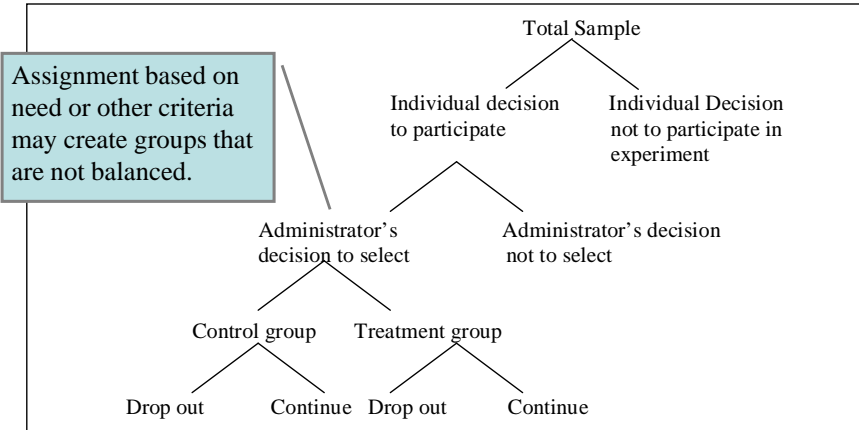 Total Sample
Assignment based on
need or other criteria
may create groups that
are not balanced.
Individual decision
to participate
Individual Decision
not to participate in
experiment
Administrator's
decision to select
Administrator's decision
not to select
Control group
Treatment group
Drop out
Continue
Drop out
Continue